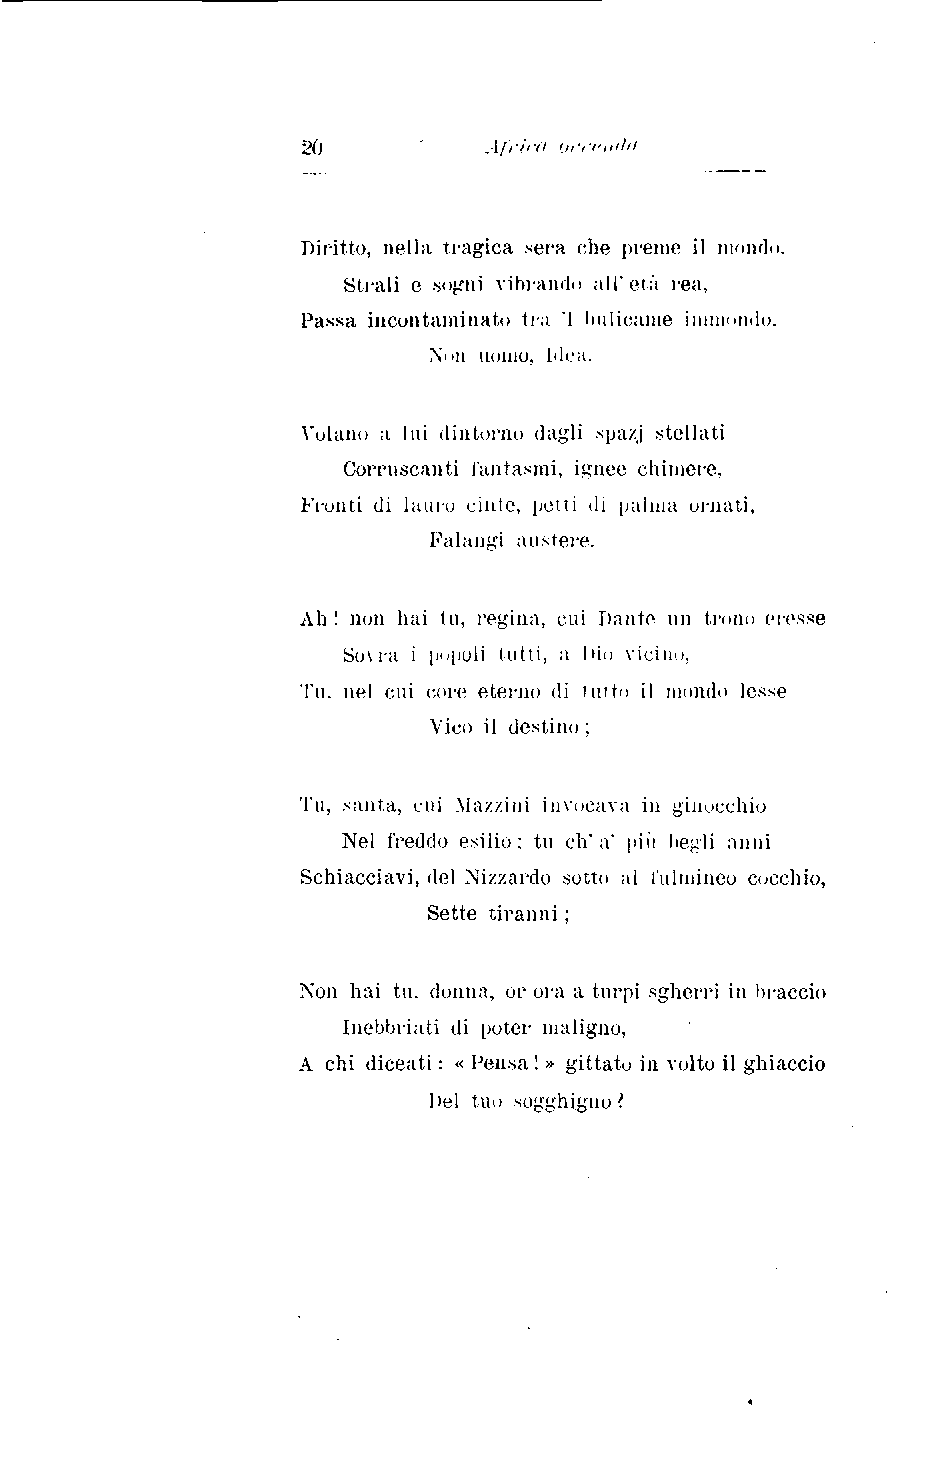 20 Africa orrenda
Diritto, nella tragica sera che preme il mondo.
Strali e sogni vibrando all' età rea,
Passa incontaminato tra 'l bulicame immondo.
Non uomo, Idea.
Volano a lui dintorno dagli spazj stellati
Corruscanti fantasmi, ignee chimere,
Fronti di lauro cinte, petti di palma ornati,
Falangi austere.
Ah! non hai tu, regina, cui Dante un trono eresse
Sovra i popoli tutti, a Dio vicino,
Tu. nel cui core eterno di tutto il mondo lesse
Vico il destino;
Tu, santa, cui Mazzini invocava in ginocchio
Nel freddo esilio; tu ch' a' più begli anni
Schiacciavi, del Nizzardo sotto al fulmineo cocchio,
Sette tiranni;
Non hai tu. donna, or ora a turpi sgherri in braccio
Inebbriati di poter maligno,
A chi diceati: « Pensa! » gittato in volto il ghiaccio
Del tuo sogghigno?